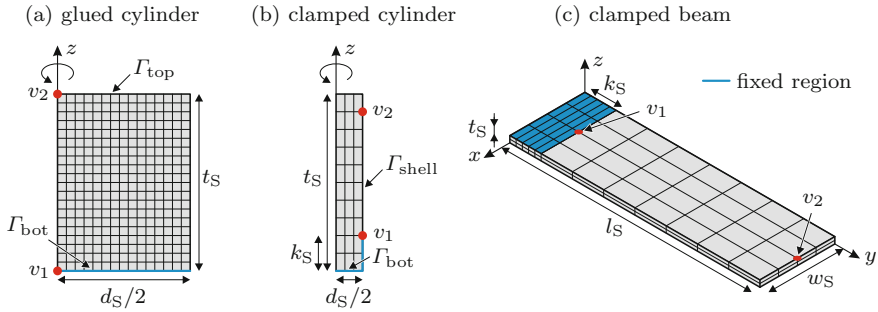 (a) glued cylinder
z
Γtop
v2
tS
Γbot
v1
dS/2
(b) clamped cylinder
z
v2
tS
Γshell
v1
kS
Γbot
dS/2
(c) clamped beam
z
kS
fixed region
v1
tS
x
v2
lS
y
wS